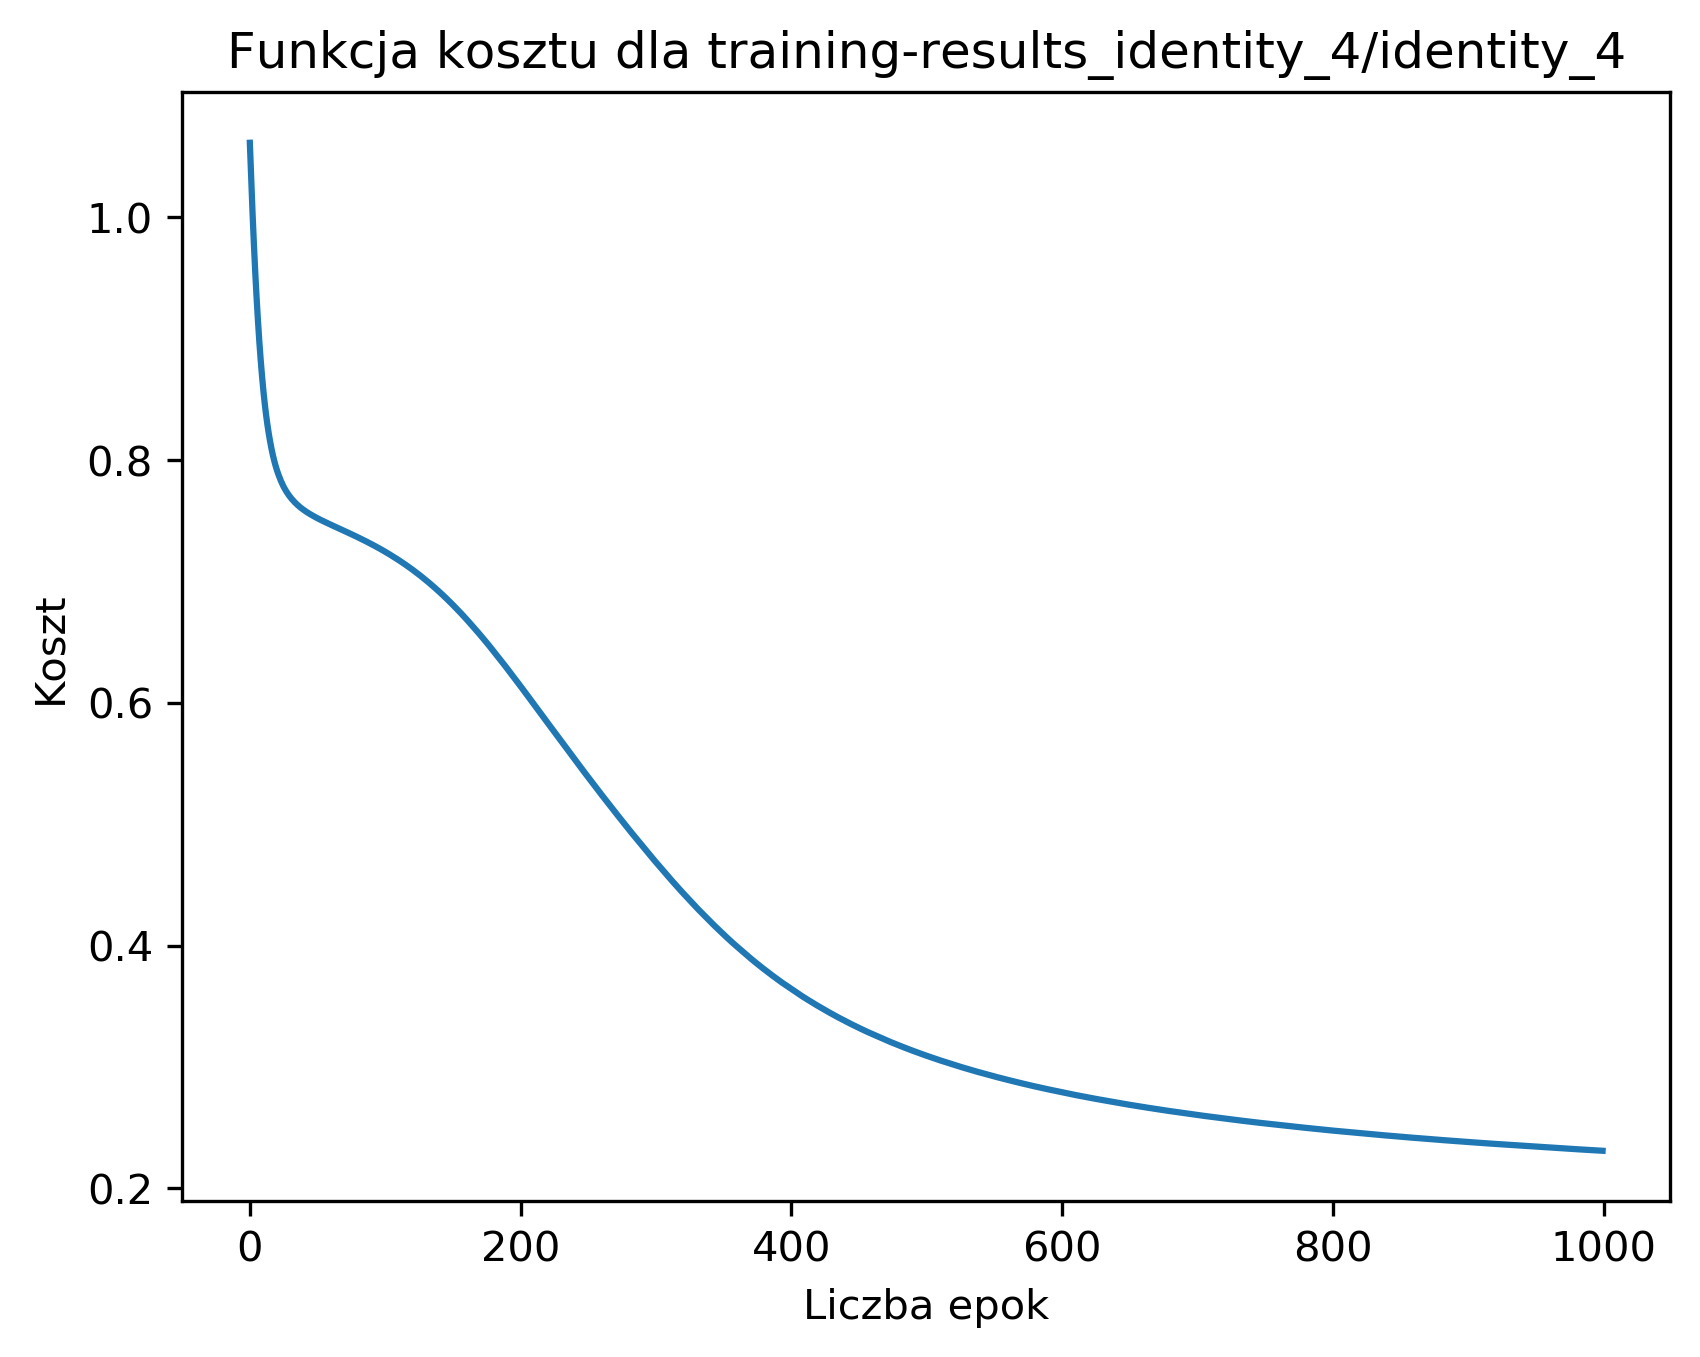 Funkcja kosztu dla training-results_identity_4/identity_4
1.0
0.8
0.6
0.4
0.2
Koszt
0 200 400 600 800 1000
Liczba epok